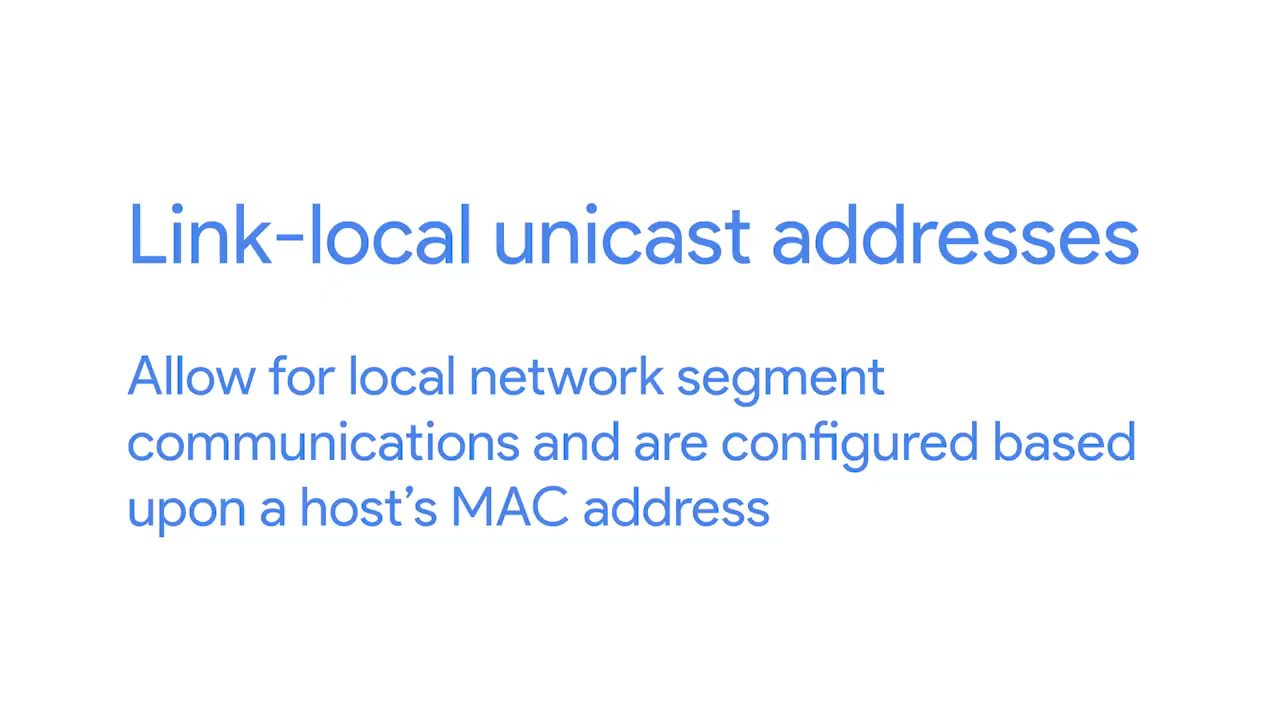 Link-local unicast addresses
Allow for local network segment
communications and are configured based
upon a host’s MAC address